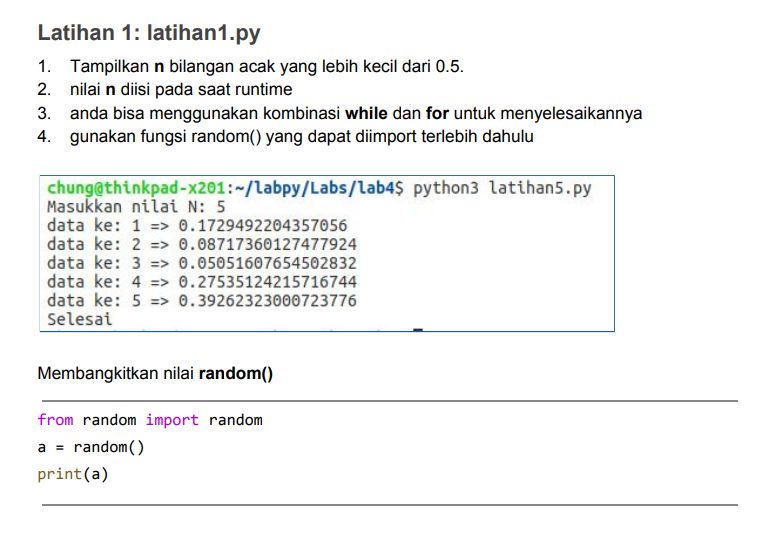 Latihan 1: latihan1.py
1. Tampilkan n bilangan acak yang lebih kecil dari 0.5.
2. nilai n diisi pada saat runtime
3. anda bisa menggunakan kombinasi while dan for untuk menyelesaikannya
4. gunakan fungsi random() yang dapat diimport terlebih dahulu
chung@thinkpad-x201:~/labpy/Labs/lab4$ python3 latihan5.py
Masukkan nilai N: 5
data ke: 1 => 0.1729492204357056
data ke: 2 => 0.08717360127477924
data ke: 3 => 0.05051607654502832
data ke: 4 => 0.27535124215716744
data ke: 5 => 0.39262323000723776
Selesai
Membangkitkan nilai random()
from random import random
a = random()
print(a)